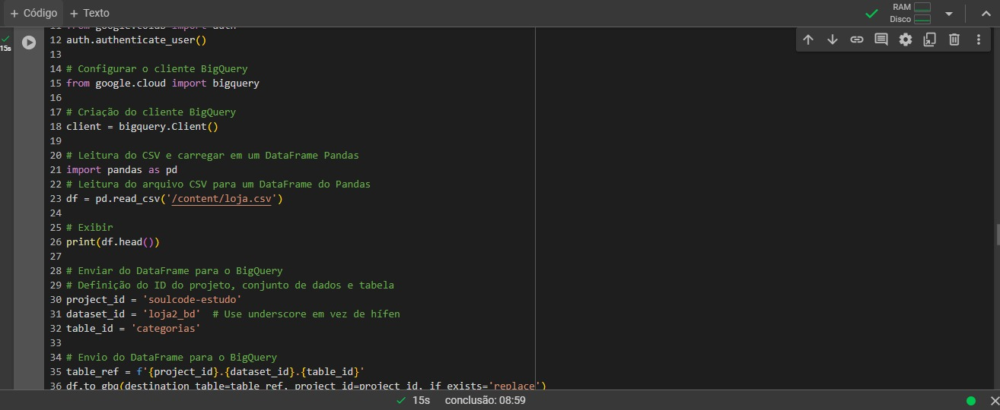 + Código + Texto
RAM
Disco
11 from google.colab import auth
15s
12 auth.authenticate_user()
13
14 # Configurar o cliente BigQuery
15 from google.cloud import bigquery
16
17 # Criação do cliente BigQuery
18 client = bigquery.Client()
19
20 # Leitura do CSV e carregar em um DataFrame Pandas
21 import pandas as pd
22 # Leitura do arquivo CSV para um DataFrame do Pandas
23 df = pd.read_csv('/content/loja.csv')
24
25 # Exibir
26 print(df.head())
27
28 # Enviar do DataFrame para o BigQuery
29 # Definição do ID do projeto, conjunto de dados e tabela
30 project_id = 'soulcode-estudo'
31 dataset_id = 'loja2_bd'  # Use underscore em vez de hífen
32 table_id = 'categorias'
33
34 # Envio do DataFrame para o BigQuery
35 table_ref = f'{project_id}.{dataset_id}.{table_id}'
36 df.to_gbq(destination_table=table_ref, project_id=project_id, if_exists='replace')
15s conclusão: 08:59